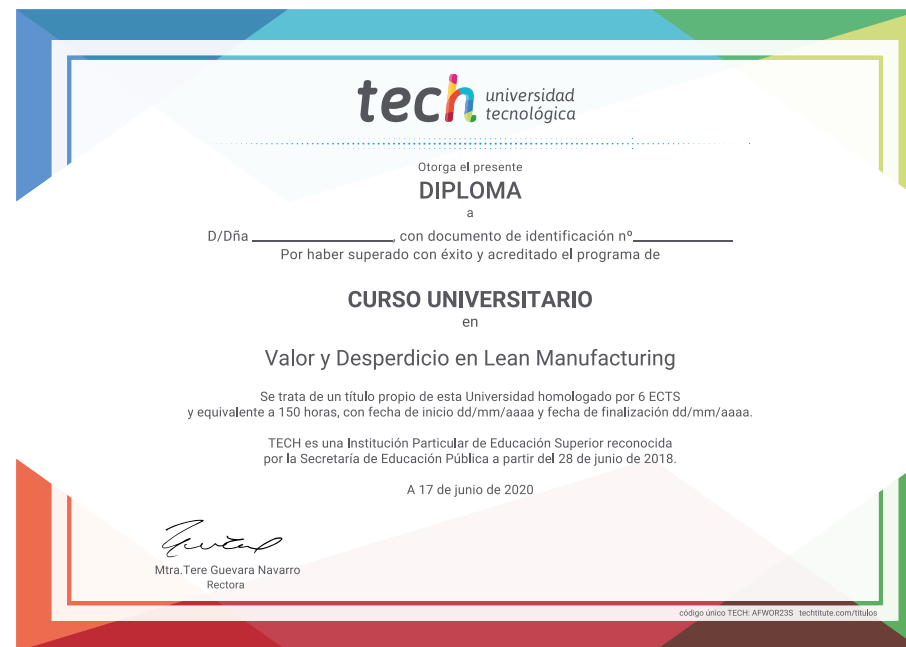 tech universidad
tecnológica
Otorga el presente
DIPLOMA
a
D/Dña ______________, con documento de identificación nº__________
Por haber superado con éxito y acreditado el programa de
CURSO UNIVERSITARIO
en
Valor y Desperdicio en Lean Manufacturing
Se trata de un título propio de esta Universidad homologado por 6 ECTS
y equivalente a 150 horas, con fecha de inicio dd/mm/aaaa y fecha de finalización dd/mm/aaaa.
TECH es una Institución Particular de Educación Superior reconocida
por la Secretaría de Educación Pública a partir del 28 de junio de 2018.
A 17 de junio de 2020
Mtra.Tere Guevara Navarro
Rectora
código único TECH: AFWOR23S techtitute.com/titulos